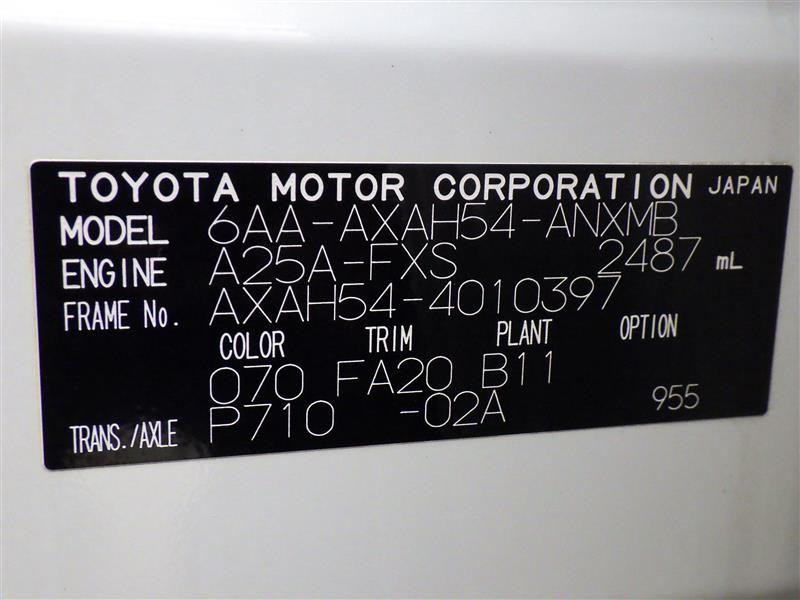 TOYOTA MOTOR CORPORATION JAPAN
MODEL 6AA-AXAH54-ANXMB
ENGINE A25A-FXS 2487 mL
FRAME No. AXAH54-4010397
COLOR TRIM PLANT OPTION
070 FA20 B11
TRANS./AXLE P710 -02A 955